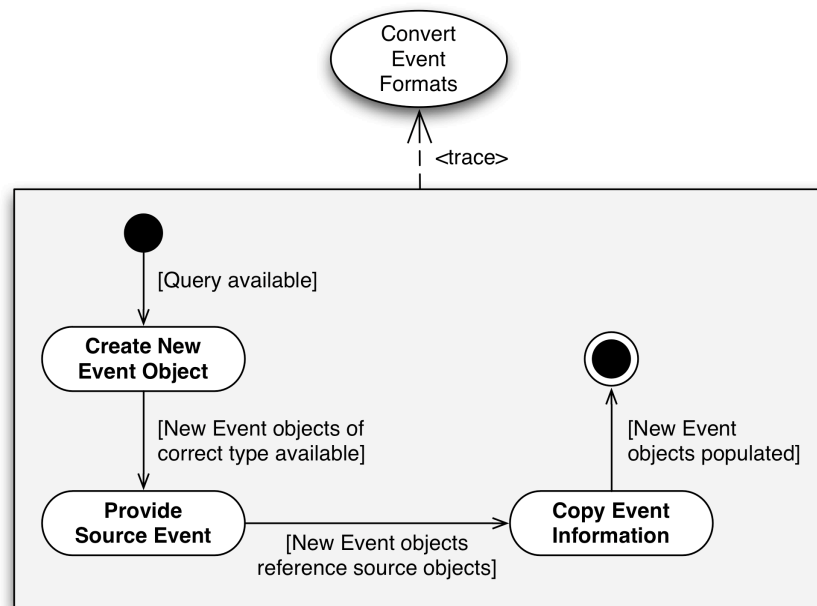 Convert
Event
Formats
<trace>
[Query available]
Create New
Event Object
[New Event objects of
correct type available]
Provide
Source Event
[New Event objects
reference source objects]
Copy Event
Information
[New Event
objects populated]